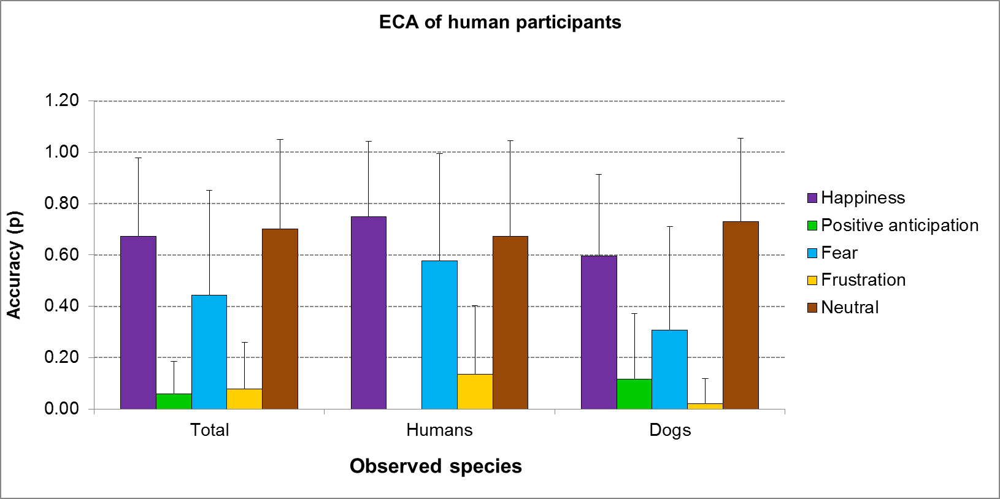 ECA of human participants
1.20
1.00
0.80
0.60
0.40
0.20
0.00
Accuracy (p)
Total
Humans
Dogs
Observed species
Happiness
Positive anticipation
Fear
Frustration
Neutral